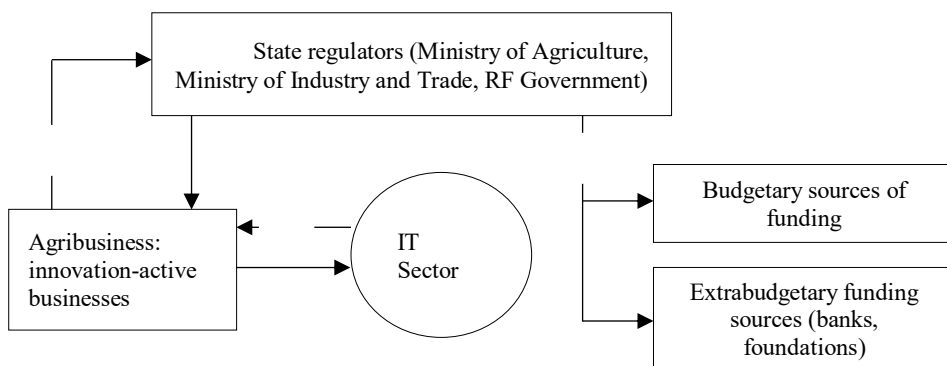 State regulators (Ministry of Agriculture,
Ministry of Industry and Trade, RF Government)
Budgetary sources of
funding
Agribusiness:
innovation-active
businesses
IT
Sector
Extrabudgetary funding
sources (banks,
foundations)